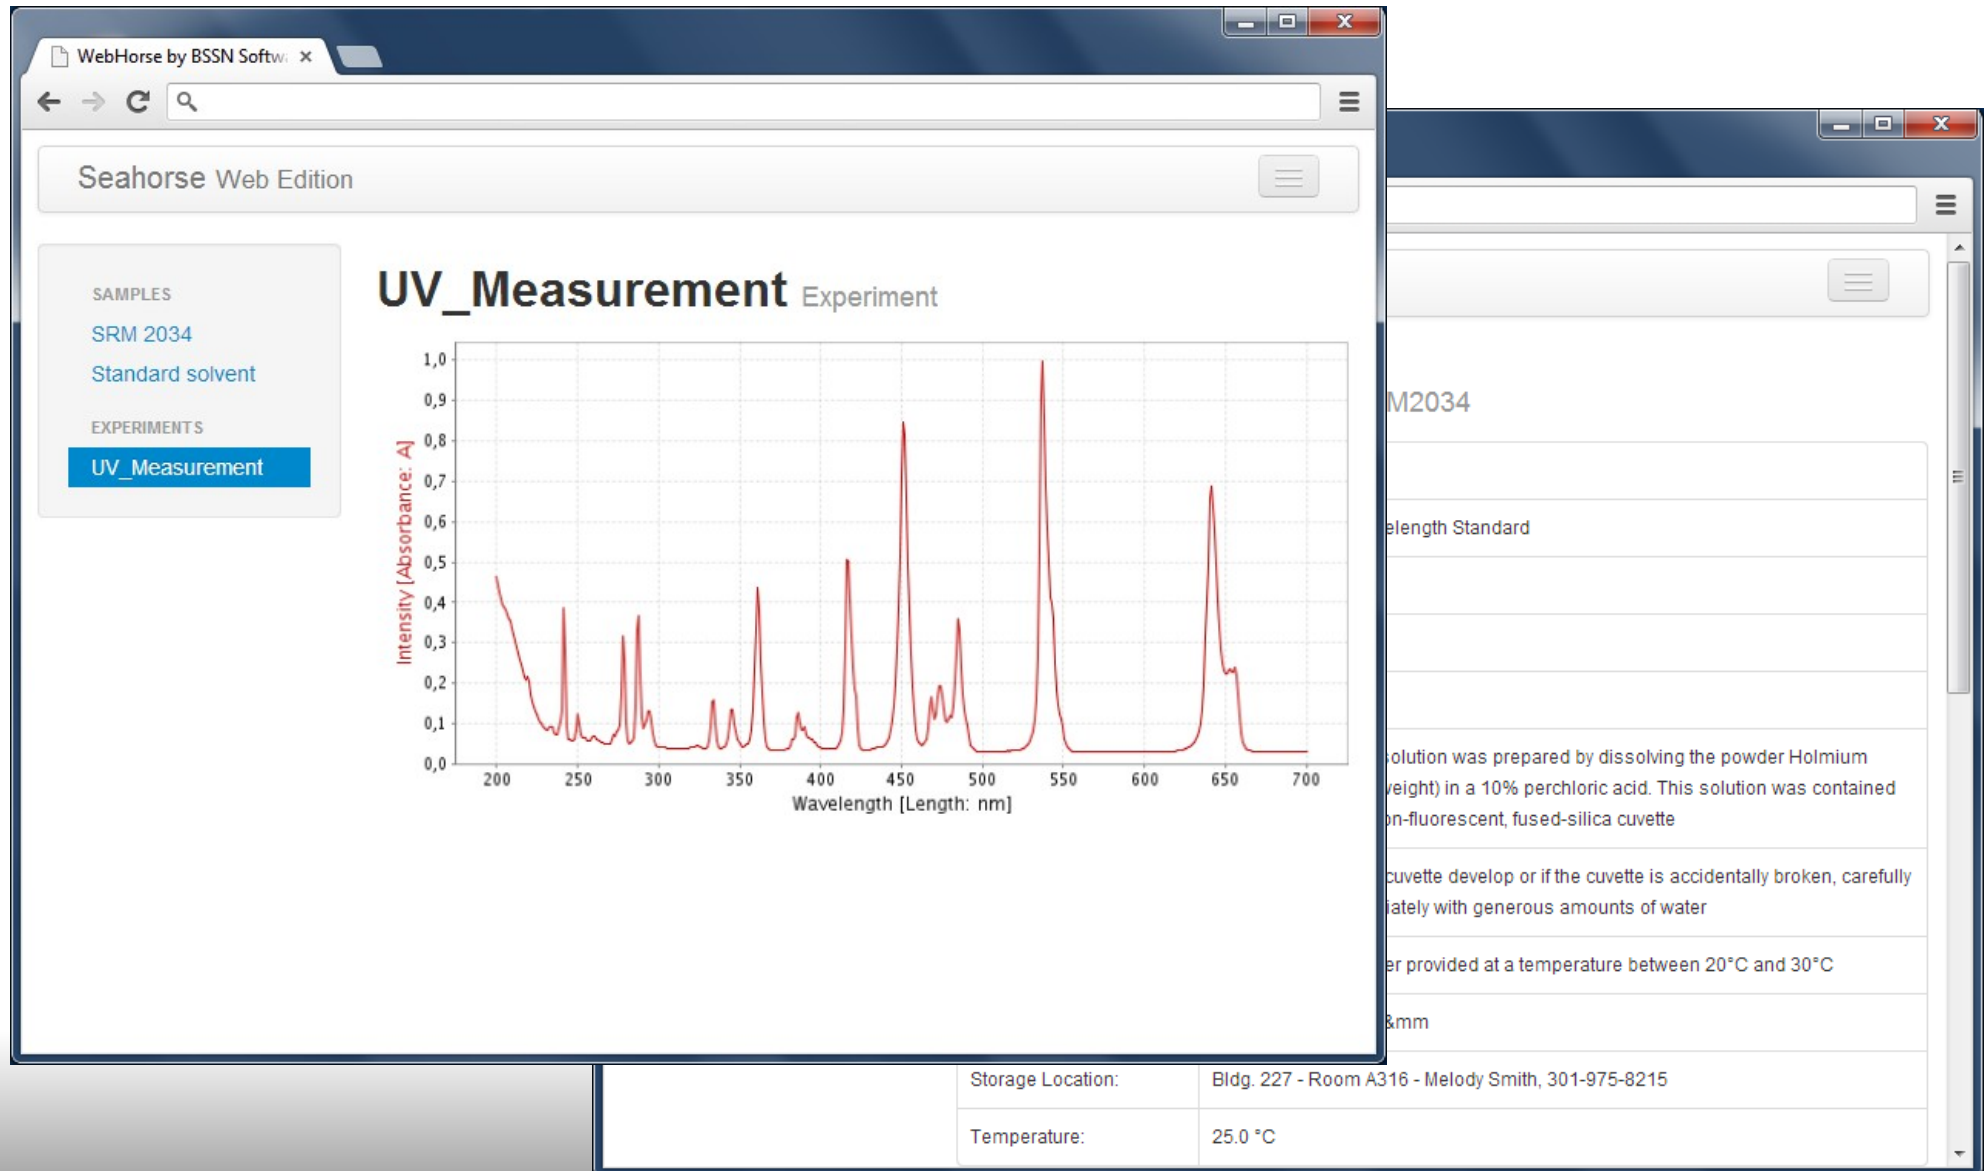 WebHorse by BSSN Softw
Seahorse Web Edition
SAMPLES
SRM 2034
Standard solvent
EXPERIMENTS
UV_Measurement
UV_Measurement Experiment
1,0
0,9
0,8
0,7
0,6
0,5
0,4
0,3
0,2
0,1
0,0
Intensity [Absorbance: A]
200 250 300 350 400 450 500 550 600 650 700
Wavelength [Length: nm]
M2034
elength Standard
solution was prepared by dissolving the powder Holmium
eight) in a 10% perchloric acid. This solution was contained
on-fluorescent, fused-silica cuvette
cuvette develop or if the cuvette is accidentally broken, carefully
iately with generous amounts of water
er provided at a temperature between 20°C and 30°C
&mm
Storage Location: Bldg. 227 - Room A316 - Melody Smith, 301-975-8215
Temperature: 25.0 °C